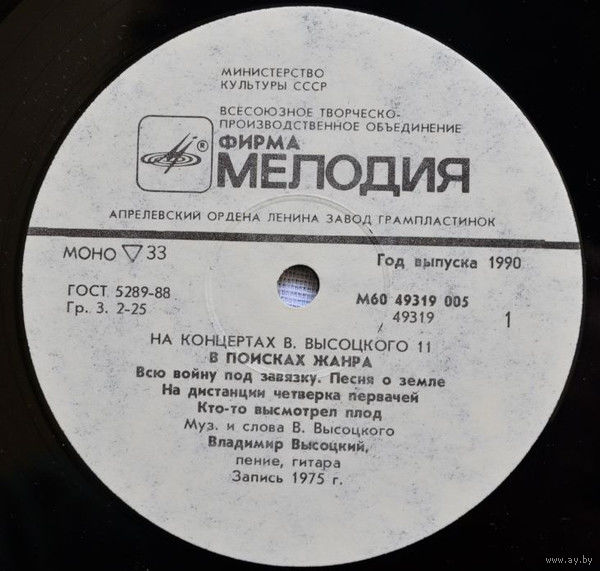 МИНИСТЕРСТВО
КУЛЬТУРЫ СССР
ВСЕСОЮЗНОЕ ТВОРЧЕСКО-
ПРОИЗВОДСТВЕННОЕ ОБЪЕДИНЕНИЕ
®
ФИРМА
МЕЛОДИЯ
АПРЕЛЕВСКИЙ ОРДЕНА ЛЕНИНА ЗАВОД ГРАМПЛАСТИНОК
МОНО ▽ 33
Год выпуска 1990
ГОСТ 5289-88
Гр. 3. 2-25
М60 49319 005
49319
1
НА КОНЦЕРТАХ В. ВЫСОЦКОГО 11
В ПОИСКАХ ЖАНРА
Всю войну под завязку. Песня о земле
На дистанции четверка первачей
Кто-то высмотрел плод
Муз. и слова В. Высоцкого
Владимир Высоцкий,
пение, гитара
Запись 1975 г.
www.ay.by